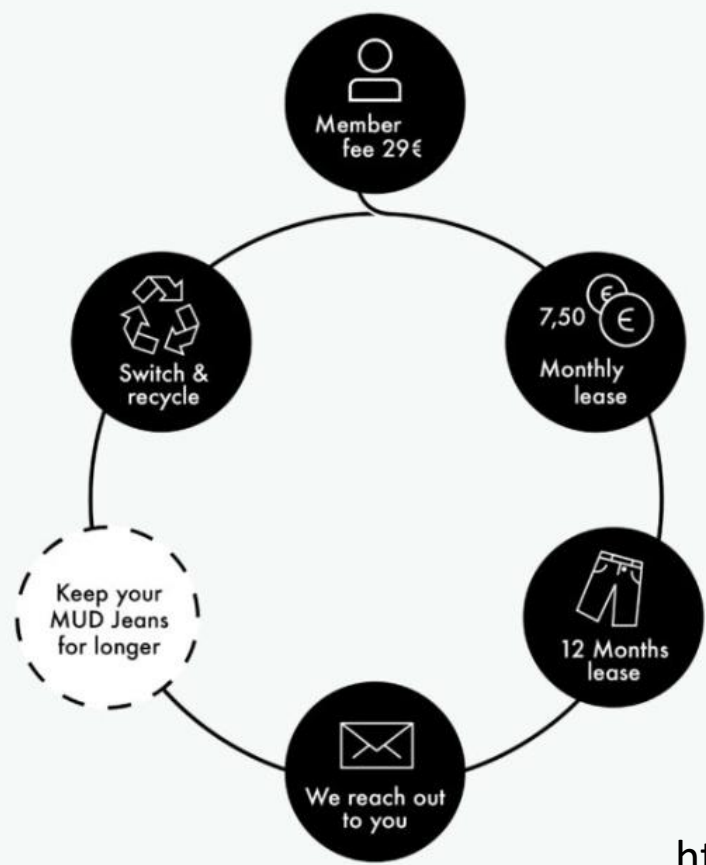 Member
fee 29€
7,50 € €
Monthly
lease
12 Months
lease
We reach out
to you
Keep your
MUD Jeans
for longer
Switch &
recycle
ht